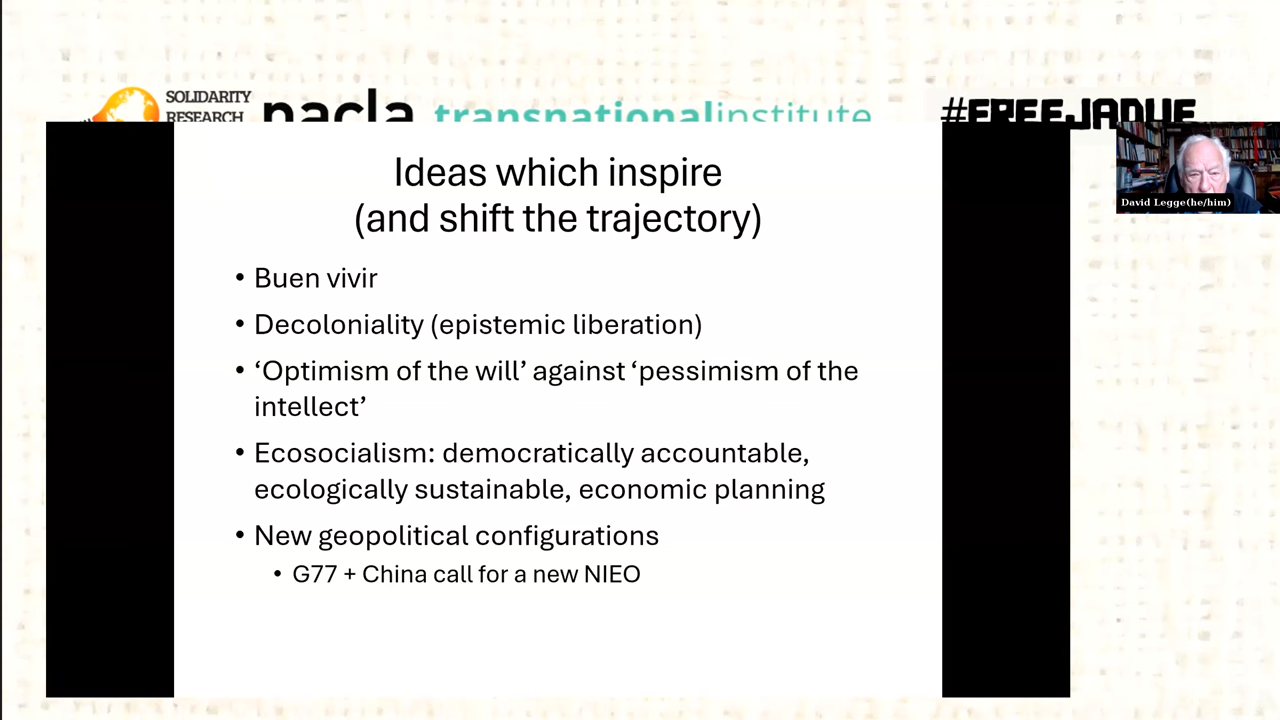 SOLIDARITY
RESEARCH
nacla
transnationalinstitute
#FREEJADUE
Ideas which inspire
(and shift the trajectory)
• Buen vivir
• Decoloniality (epistemic liberation)
• ‘Optimism of the will’ against ‘pessimism of the
intellect’
• Ecosocialism: democratically accountable,
ecologically sustainable, economic planning
• New geopolitical configurations
• G77 + China call for a new NIEO
David Legge(he/him)